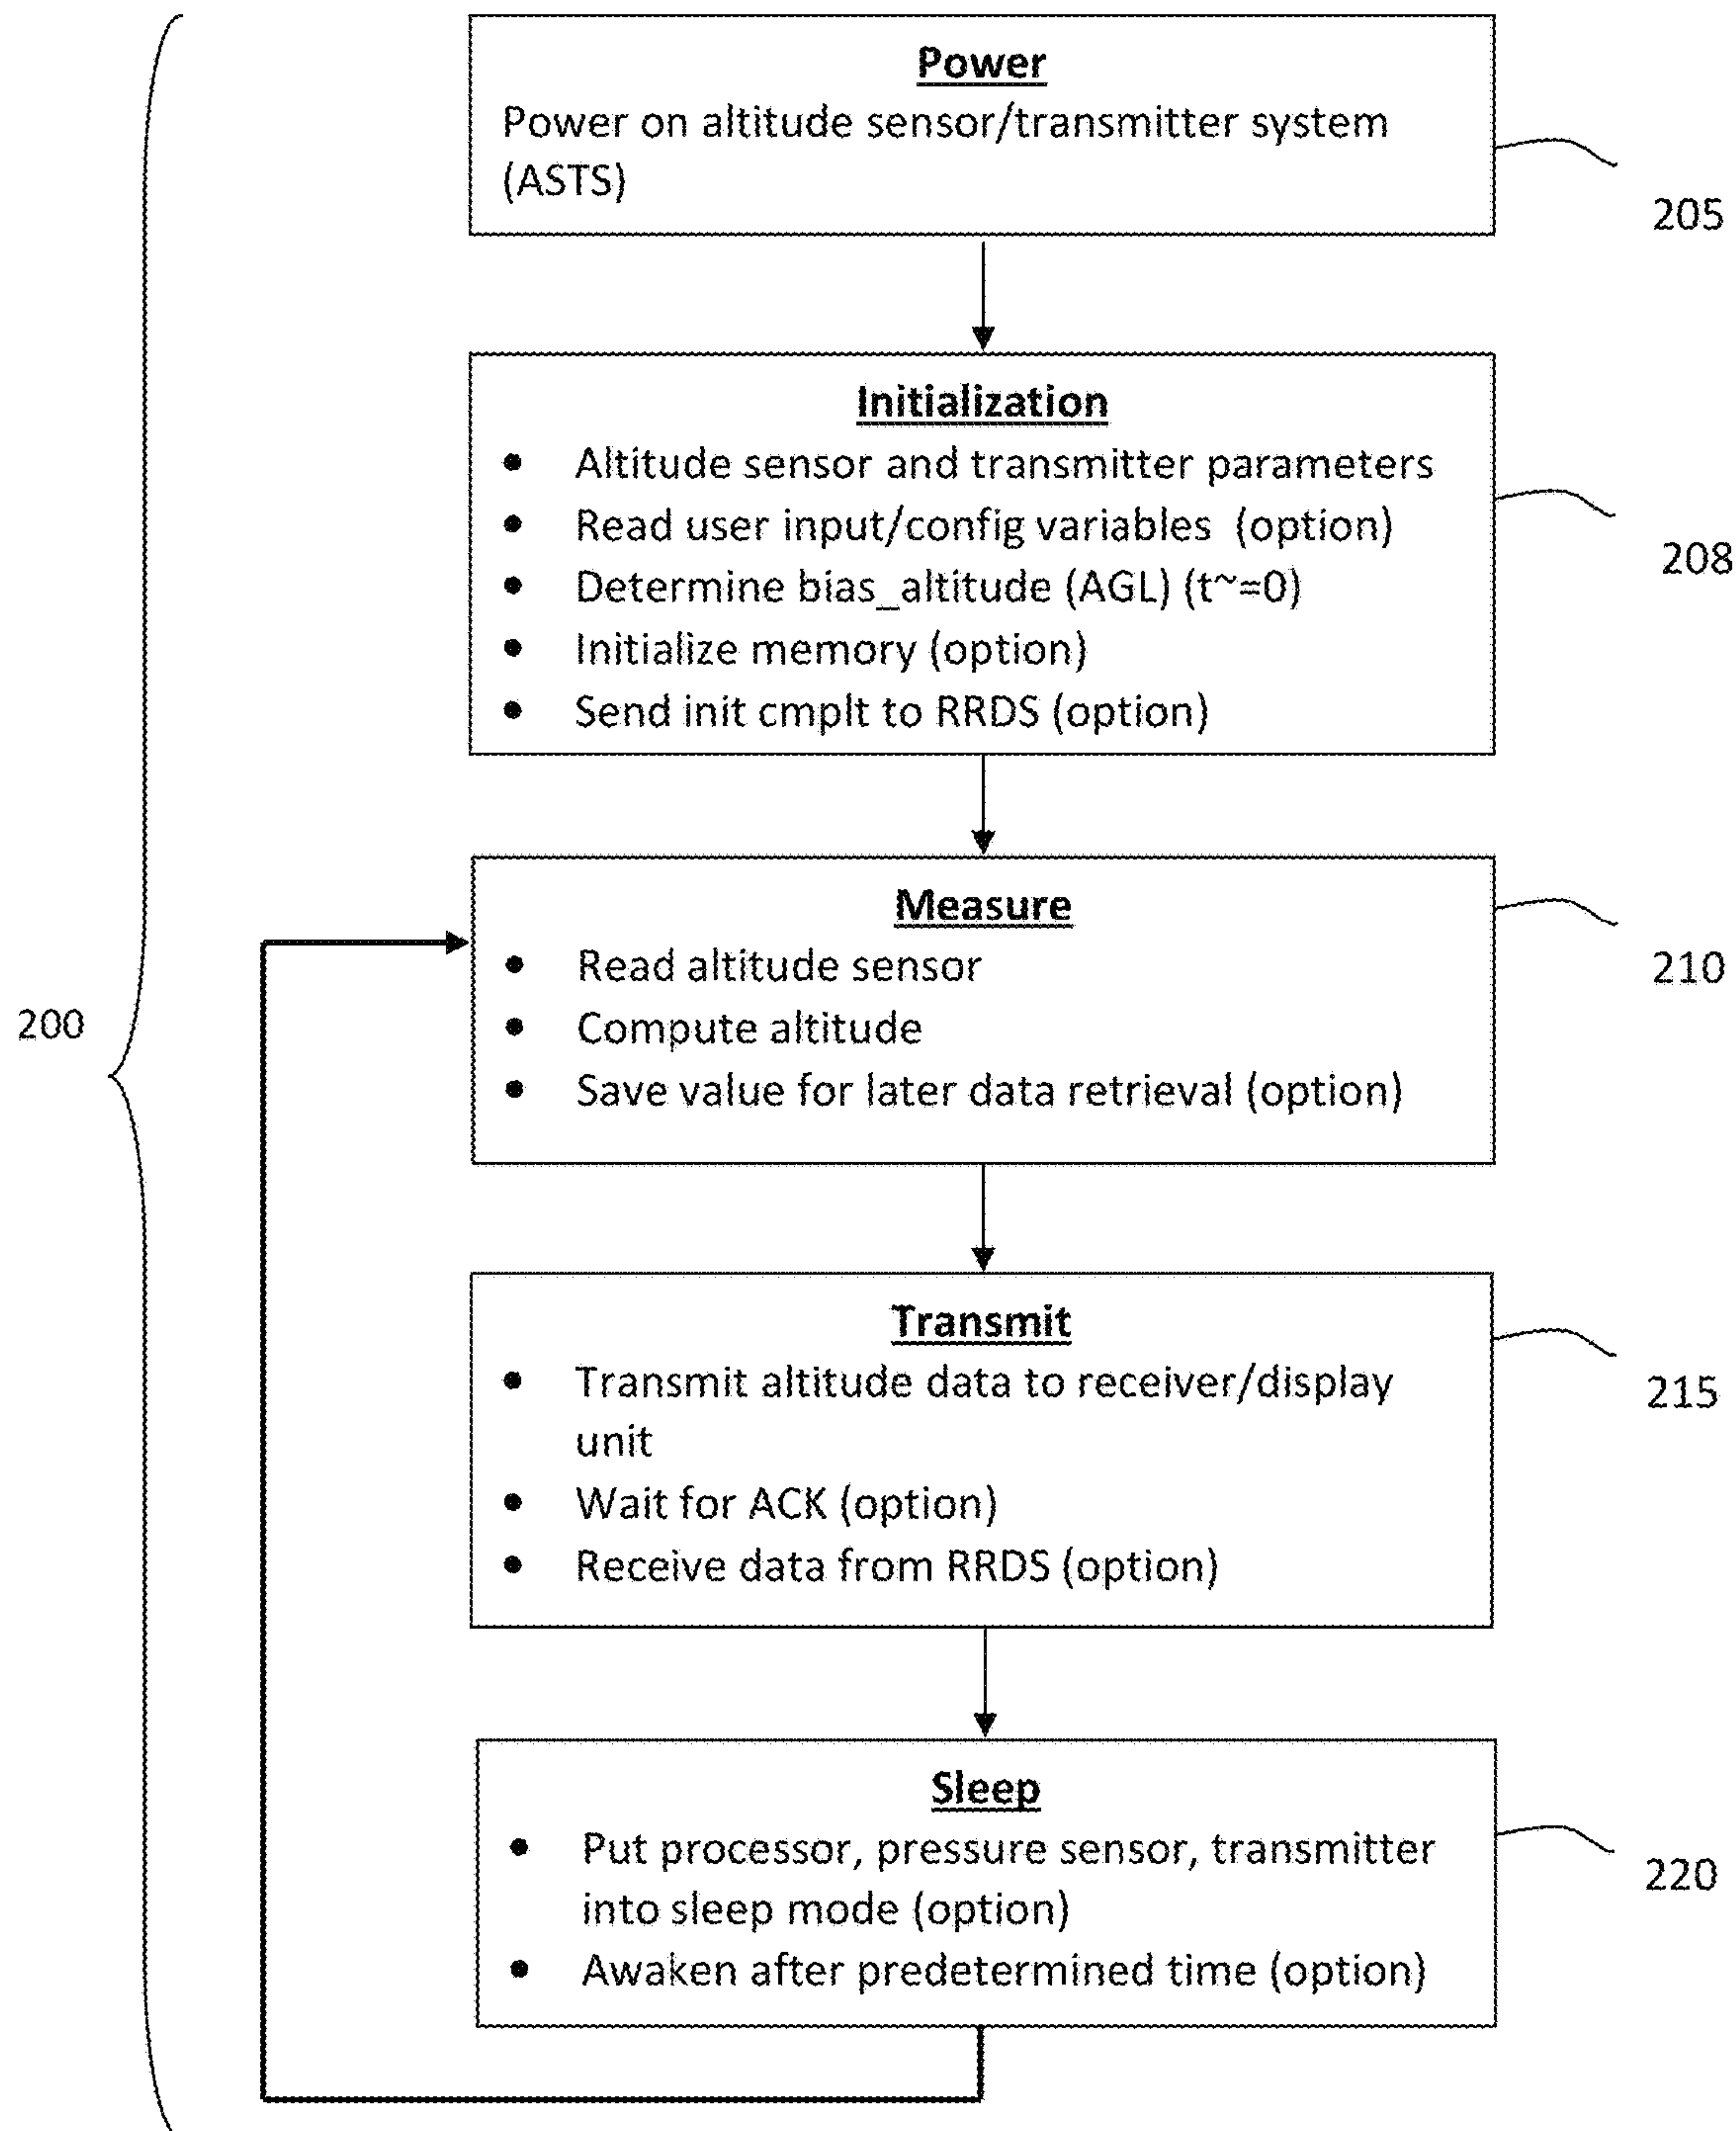 Power
Power on altitude sensor/transmitter system
(ASTS)
205
Initialization
• Altitude sensor and transmitter parameters
• Read user input/config variables (option)
• Determine bias_altitude (AGL) (t~=0)
• Initialize memory (option)
• Send init cmplt to RRDS (option)
208
Measure
• Read altitude sensor
• Compute altitude
• Save value for later data retrieval (option)
210
200
Transmit
• Transmit altitude data to receiver/display
unit
• Wait for ACK (option)
• Receive data from RRDS (option)
215
Sleep
• Put processor, pressure sensor, transmitter
into sleep mode (option)
• Awaken after predetermined time (option)
220